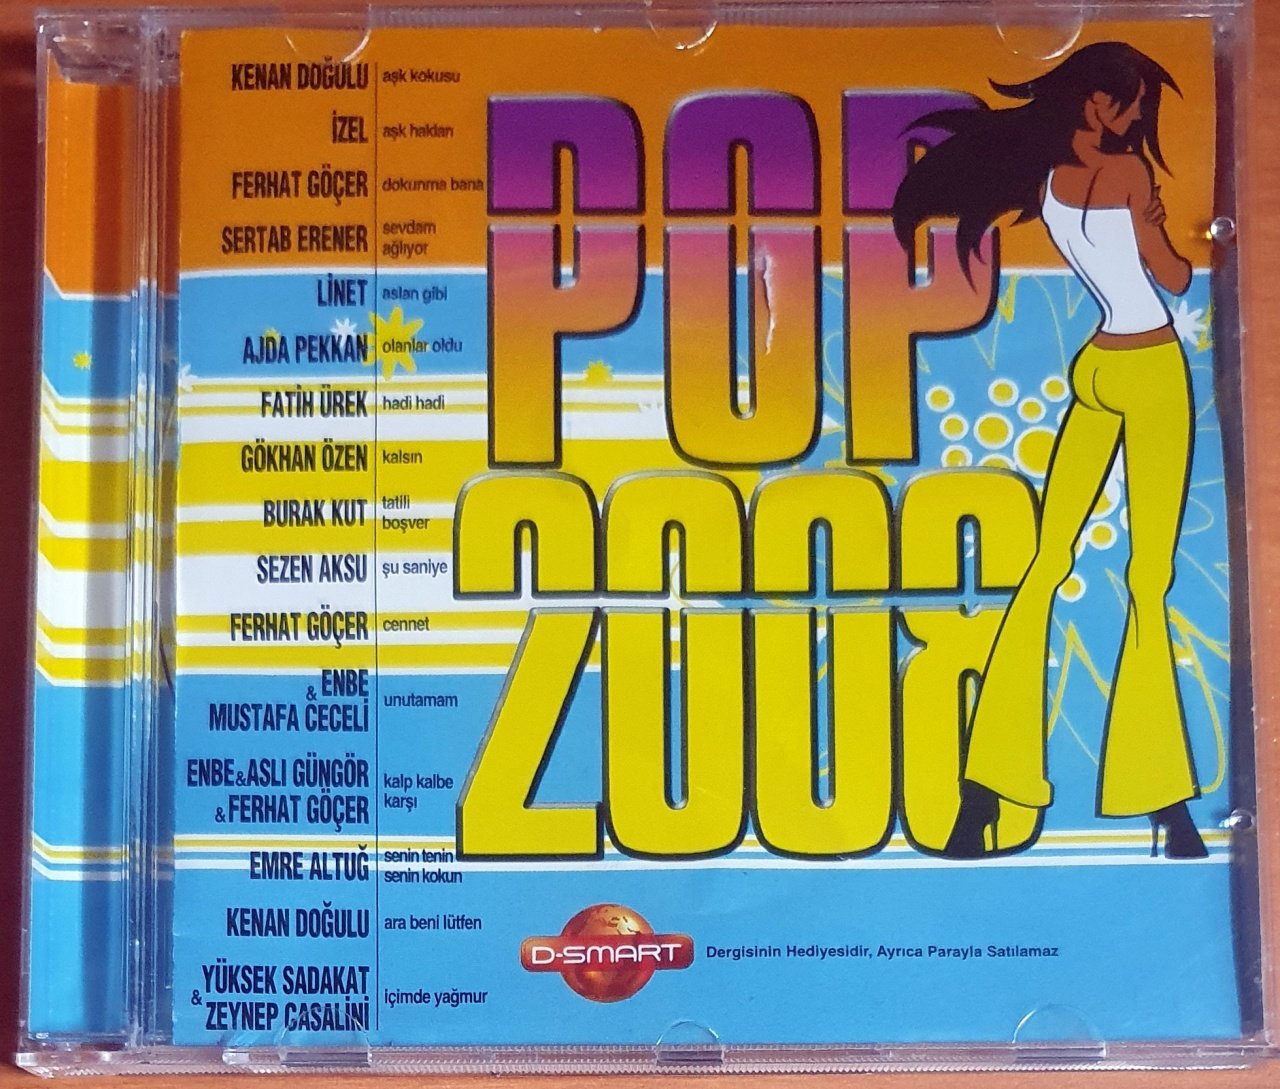 KENAN DOĞULU aşk kokusu
İZEL aşk hakları
FERHAT GÖÇER dokunma bana
SERTAB ERENER sevdam
ağlıyor
LİNET aslan gibi
AJDA PEKKAN olanlar oldu
FATİH ÜREK hadi hadi
GÖKHAN ÖZEN kalsın
BURAK KUT tatili
boşver
SEZEN AKSU şu saniye
FERHAT GÖÇER cennet
& ENBE
MUSTAFA CECELİ unutamam
ENBE&ASLI GÜNGÖR kalp kalbe
&FERHAT GÖÇER karşı
EMRE ALTUĞ senin tenin
senin kokun
KENAN DOĞULU ara beni lütfen
YÜKSEK SADAKAT
& ZEYNEP CASALİNİ içimde yağmur
POP
2008
D-SMART Dergisinin Hediyesidir, Ayrıca Parayla Satılamaz